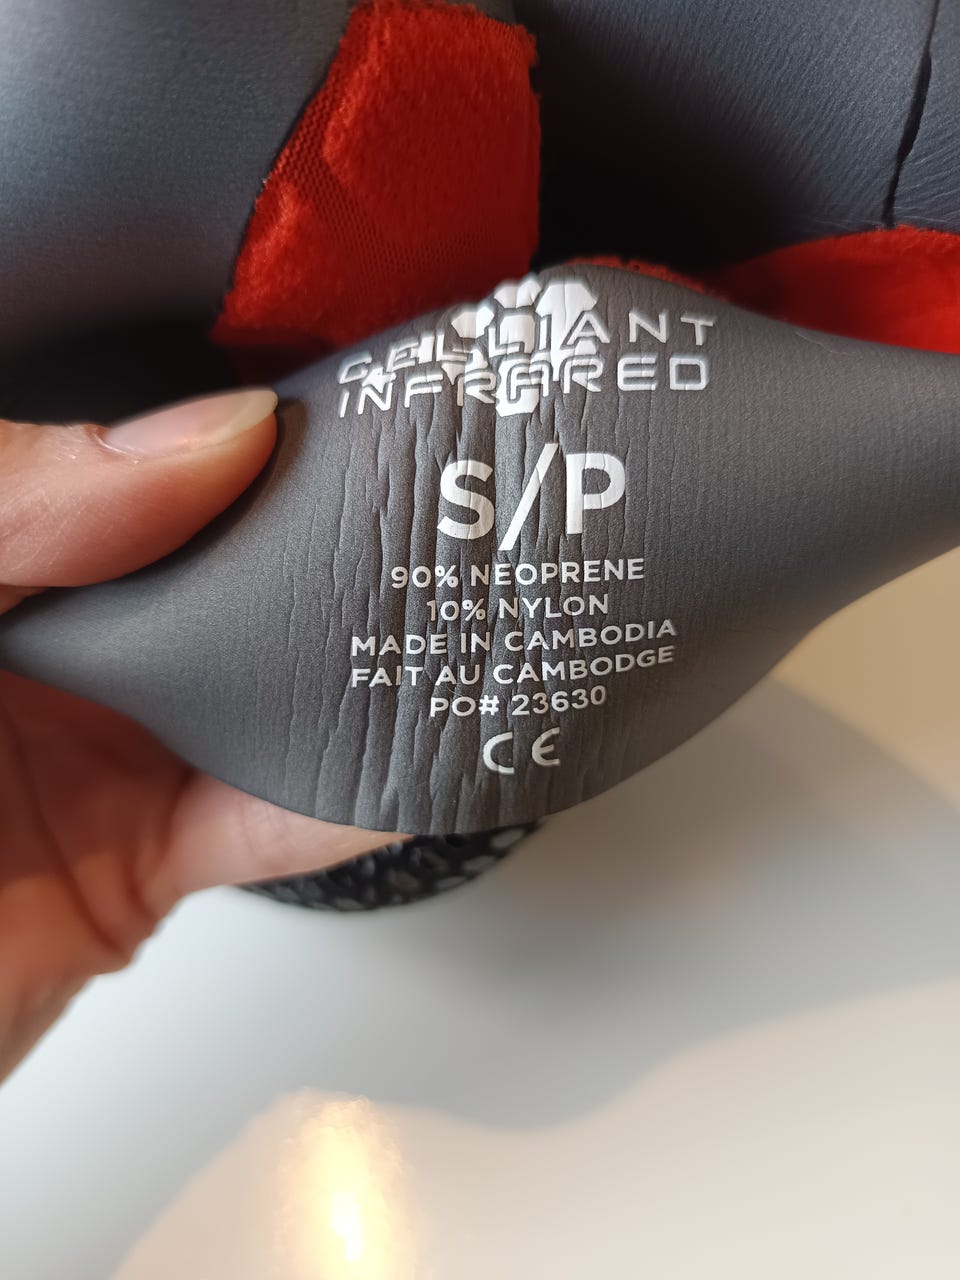 CELLIANT
INFRARED
S/P
90% NEOPRENE
10% NYLON
MADE IN CAMBODIA
FAIT AU CAMBODGE
PO# 23630
CE